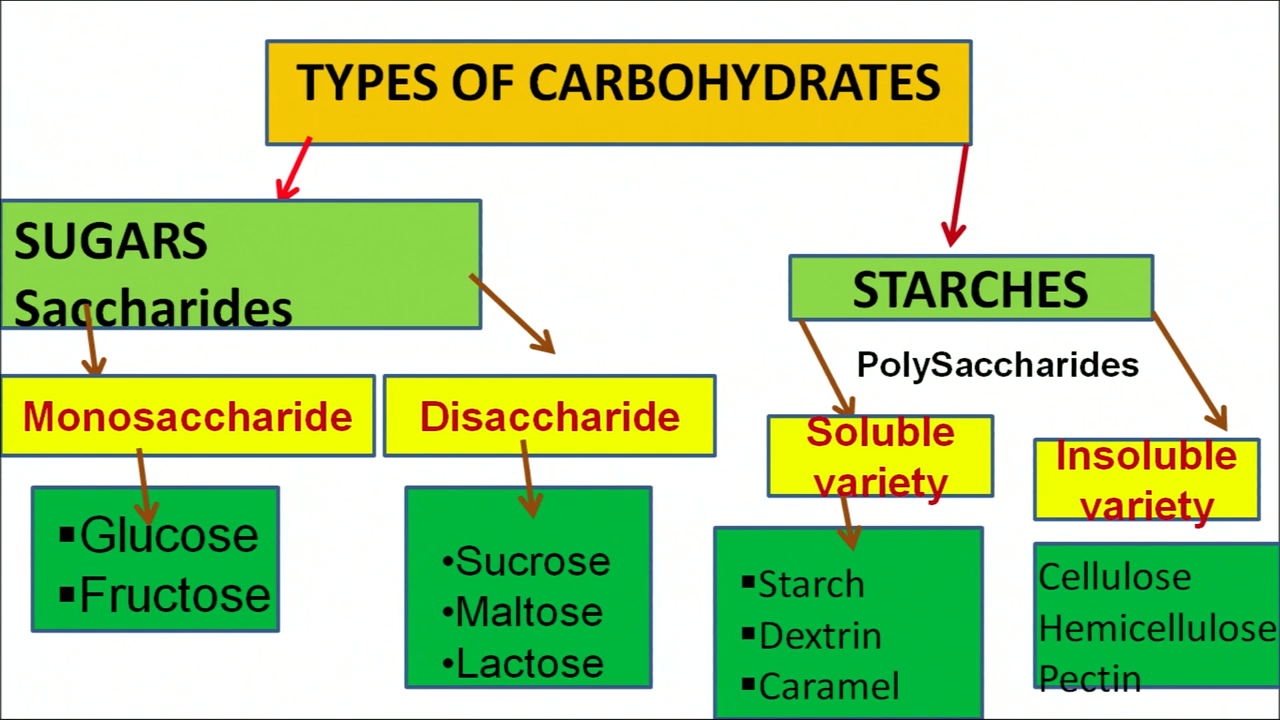 TYPES OF CARBOHYDRATES
SUGARS
Saccharides
STARCHES
PolySaccharides
Monosaccharide
Disaccharide
Soluble
variety
Insoluble
variety
▪Glucose
▪Fructose
•Sucrose
•Maltose
•Lactose
▪Starch
▪Dextrin
▪Caramel
Cellulose
Hemicellulose
Pectin